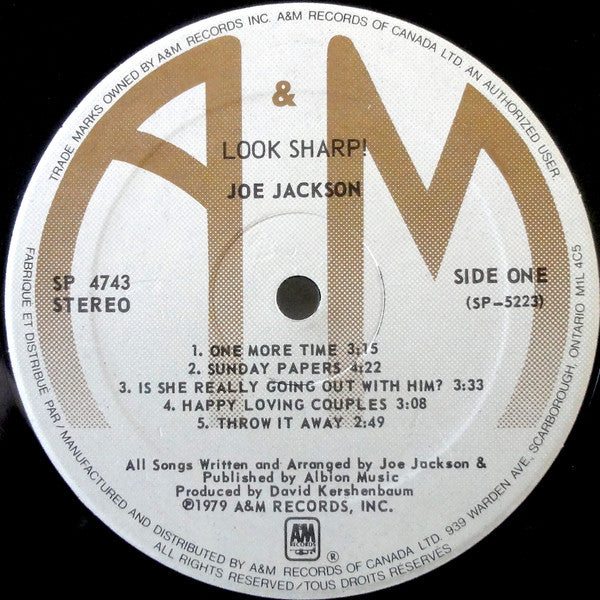 TRADE MARKS OWNED BY A&M RECORDS INC. A&M RECORDS OF CANADA LTD. AN AUTHORIZED USER.
A & M
LOOK SHARP!
JOE JACKSON
SP 4743
STEREO
SIDE ONE
(SP-5223)
1. ONE MORE TIME 3:15
2. SUNDAY PAPERS 4:22
3. IS SHE REALLY GOING OUT WITH HIM? 3:33
4. HAPPY LOVING COUPLES 3:08
5. THROW IT AWAY 2:49
All Songs Written and Arranged by Joe Jackson &
Published by Albion Music
Produced by David Kershenbaum
℗1979 A&M RECORDS, INC.
A&M
RECORDS
®
FABRIQUE ET DISTRIBUÉ PAR/MANUFACTURED AND DISTRIBUTED BY A&M RECORDS OF CANADA LTD. 939 WARDEN AVE., SCARBOROUGH, ONTARIO M1L 4C5
ALL RIGHTS RESERVED/TOUS DROITS RESERVÉS